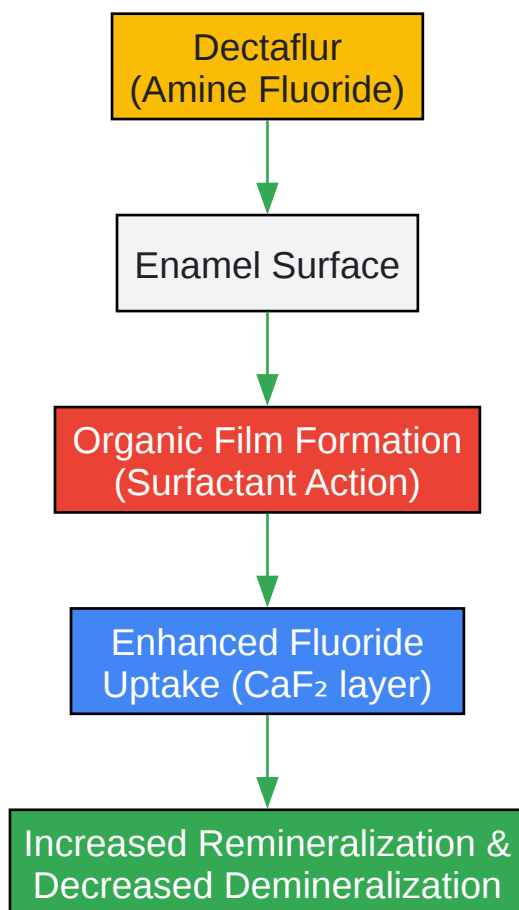 Dectaflur
(Amine Fluoride)
Enamel Surface
Organic Film Formation
(Surfactant Action)
Enhanced Fluoride
Uptake (CaF₂ layer)
Increased Remineralization &
Decreased Demineralization